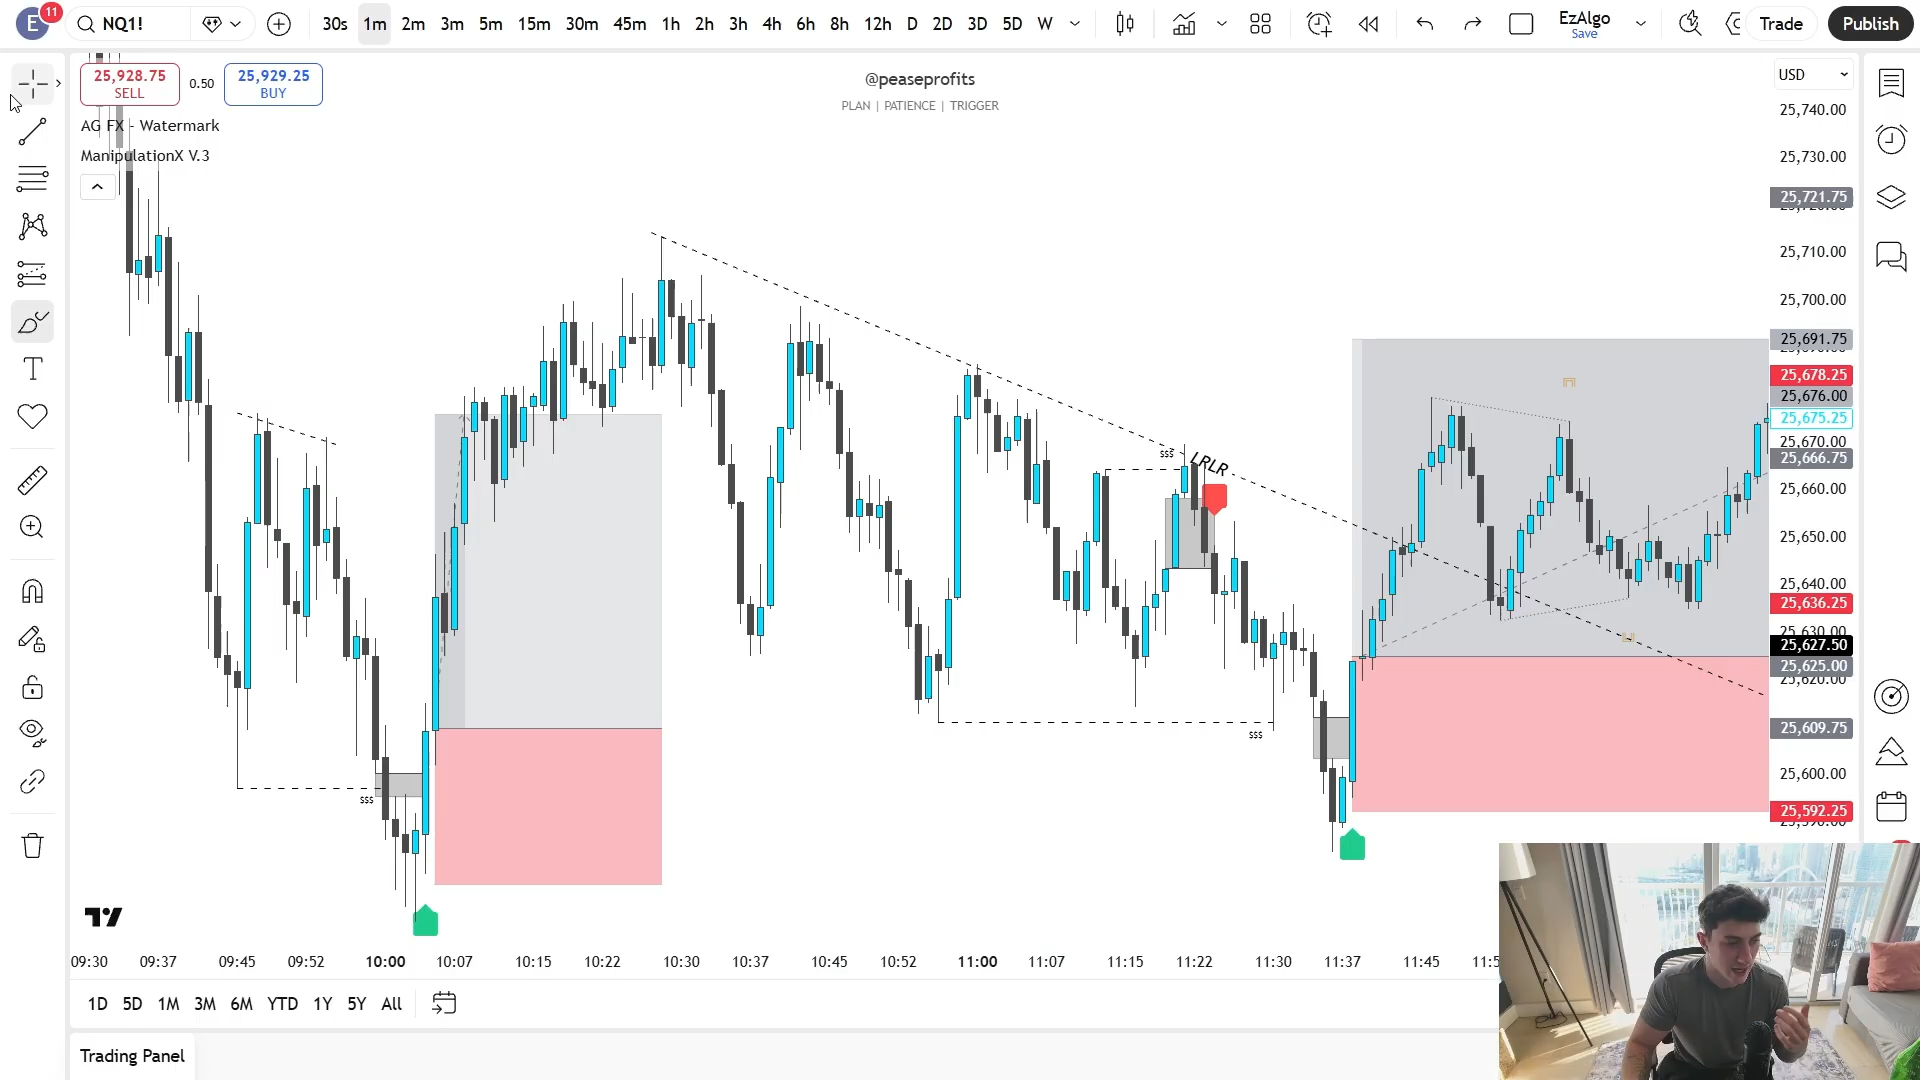 E
11
NQ1!
30s 1m 2m 3m 5m 15m 30m 45m 1h 2h 3h 4h 6h 8h 12h D 2D 3D 5D W
EzAlgo
Save
Trade
Publish
25,928.75
SELL
0.50
25,929.25
BUY
@peaseprofits
PLAN | PATIENCE | TRIGGER
AG FX - Watermark
ManipulationX V.3
USD
25,740.00
25,730.00
25,721.75
25,710.00
25,700.00
25,691.75
25,678.25
25,676.00
25,675.25
25,670.00
25,666.75
25,660.00
25,650.00
25,640.00
25,636.25
25,630.00
25,627.50
25,625.00
25,620.00
25,609.75
25,600.00
25,592.25
$$$
LRLR
$$$
$$$
09:30 09:37 09:45 09:52 10:00 10:07 10:15 10:22 10:30 10:37 10:45 10:52 11:00 11:07 11:15 11:22 11:30 11:37 11:45
1D 5D 1M 3M 6M YTD 1Y 5Y All
Trading Panel